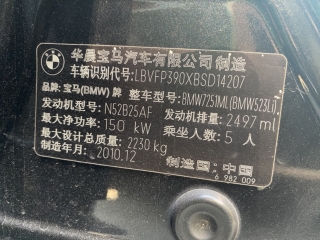 BMW
华晨宝马汽车有限公司制造
车辆识别代号: LBVFP390XBSD14207
品牌: 宝马(BMW) 牌 整车型号: BMW7251ML(BMW523Li)
发动机型号: N52B25AF 发动机排量: 2497 ml
最大净功率: 150 kW 乘坐人数: 5 人
最大允许总质量: 2230 kg
制造年月: 2010.12 制造国: 中国
6 982 009